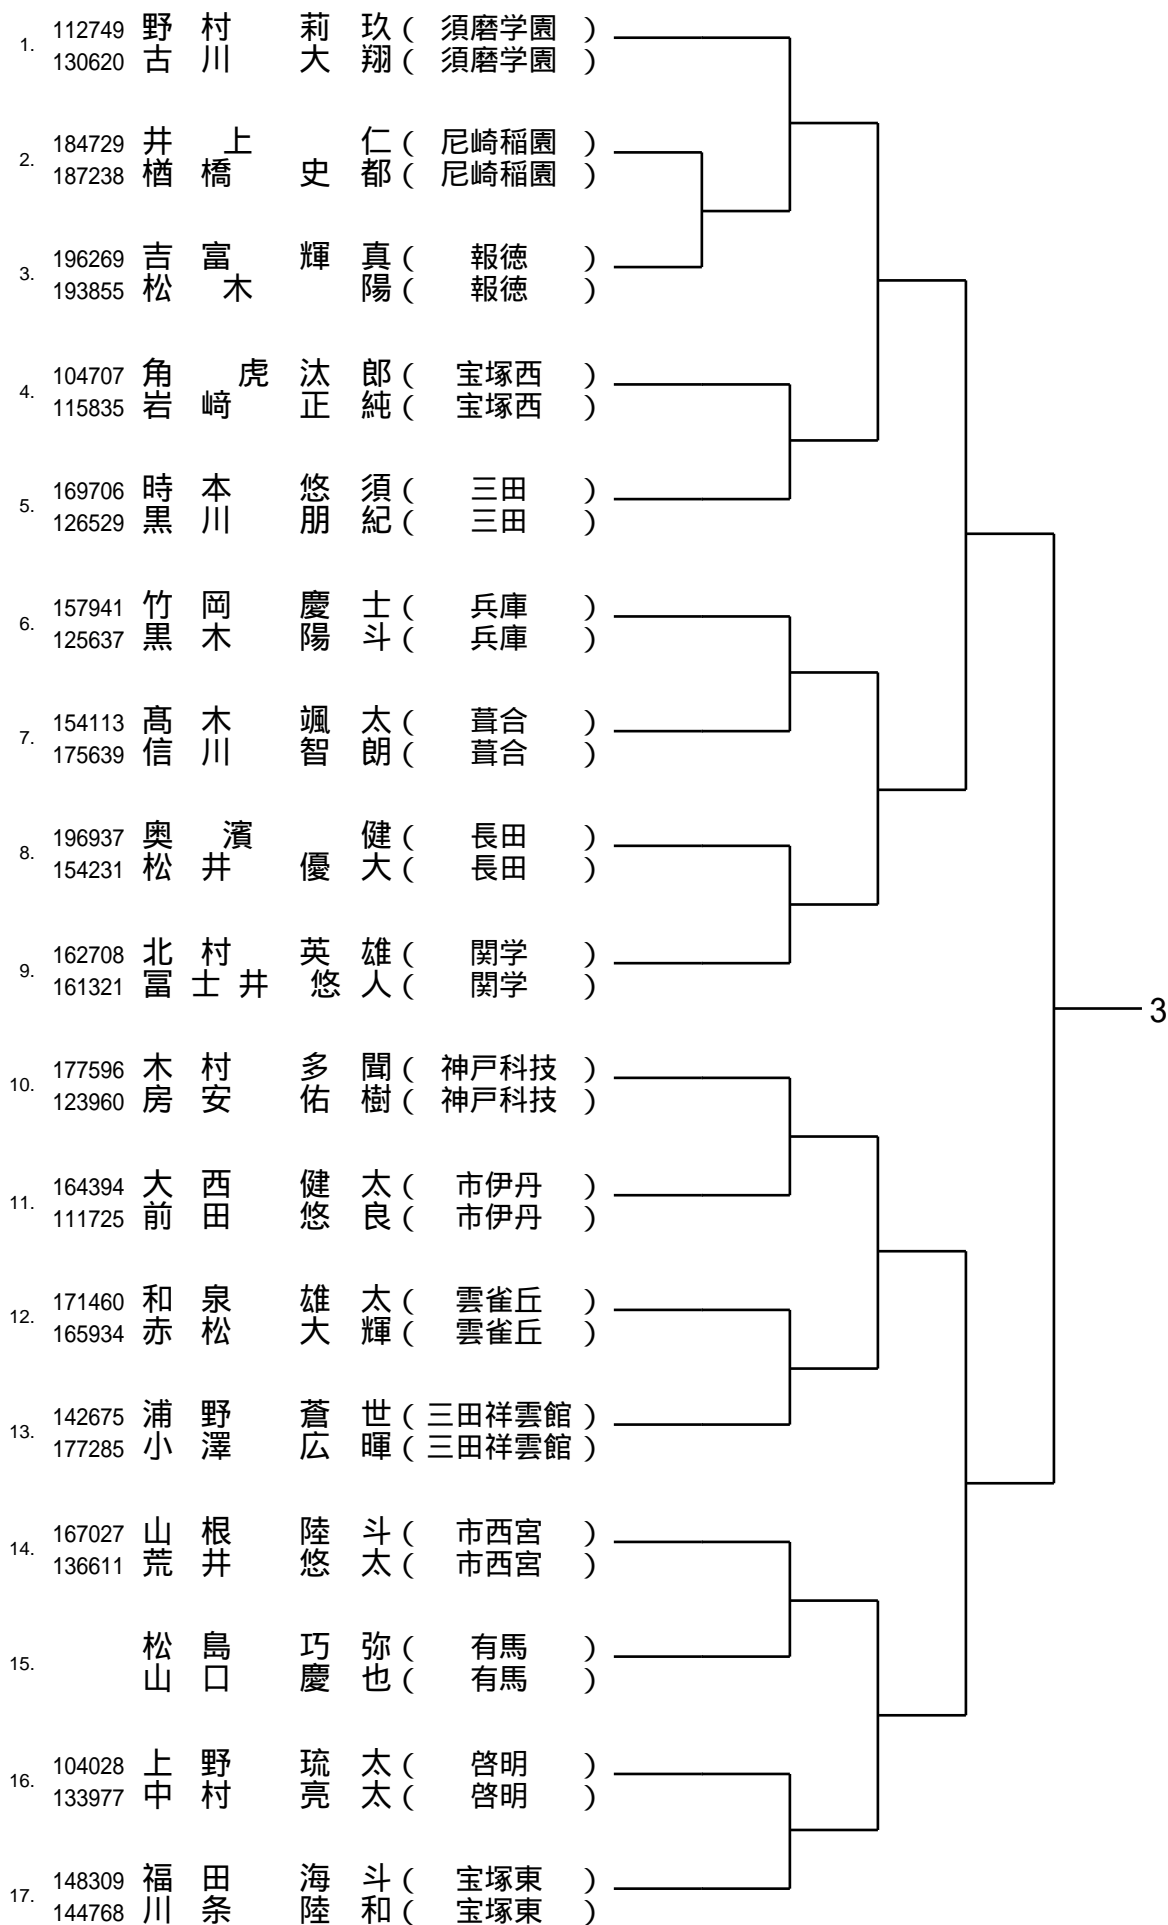 1. 112749 野村 莉玖 ( 須磨学園 )
130620 古川 大翔 ( 須磨学園 )
2. 184729 井上 仁 ( 尼崎稲園 )
187238 楢橋 史都 ( 尼崎稲園 )
3. 196269 吉富 輝真 ( 報徳 )
193855 松木 陽 ( 報徳 )
4. 104707 角 虎汰郎 ( 宝塚西 )
115835 岩﨑 正純 ( 宝塚西 )
5. 169706 時本 悠須 ( 三田 )
126529 黒川 朋紀 ( 三田 )
6. 157941 竹岡 慶士 ( 兵庫 )
125637 黒木 陽斗 ( 兵庫 )
7. 154113 髙木 颯太 ( 葺合 )
175639 信川 智朗 ( 葺合 )
8. 196937 奥濱 健 ( 長田 )
154231 松井 優大 ( 長田 )
9. 162708 北村 英雄 ( 関学 )
161321 冨士井 悠人 ( 関学 )
3
10. 177596 木村 多聞 ( 神戸科技 )
123960 房安 佑樹 ( 神戸科技 )
11. 164394 大西 健太 ( 市伊丹 )
111725 前田 悠良 ( 市伊丹 )
12. 171460 和泉 雄太 ( 雲雀丘 )
165934 赤松 大輝 ( 雲雀丘 )
13. 142675 浦野 蒼世 ( 三田祥雲館 )
177285 小澤 広暉 ( 三田祥雲館 )
14. 167027 山根 陸斗 ( 市西宮 )
136611 荒井 悠太 ( 市西宮 )
15. 松島 巧弥 ( 有馬 )
山口 慶也 ( 有馬 )
16. 104028 上野 琉太 ( 啓明 )
133977 中村 亮太 ( 啓明 )
17. 148309 福田 海斗 ( 宝塚東 )
144768 川条 陸和 ( 宝塚東 )